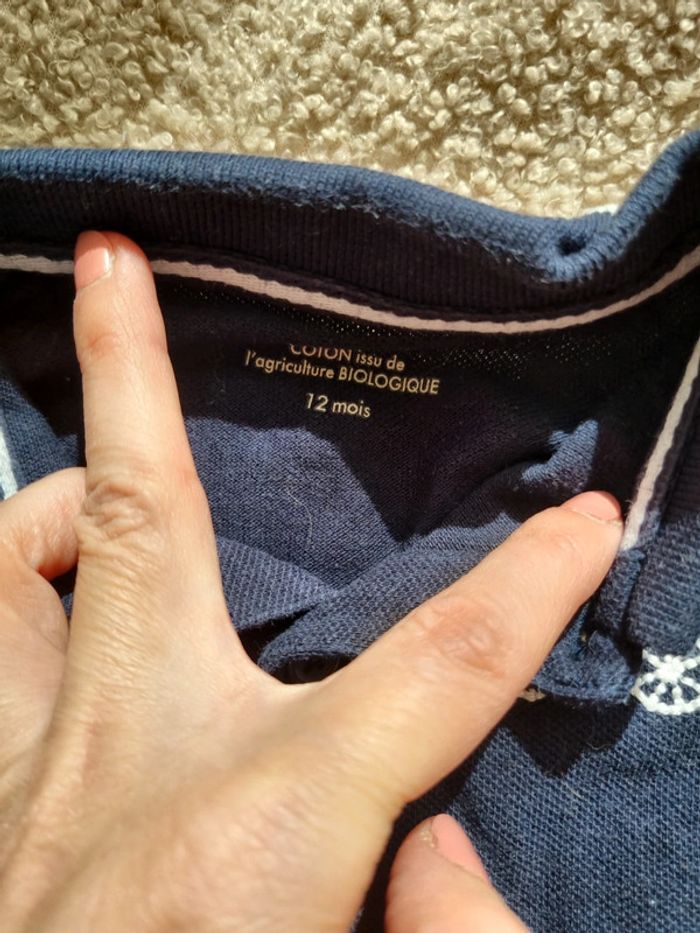 COTON issu de
l'agriculture BIOLOGIQUE
12 mois